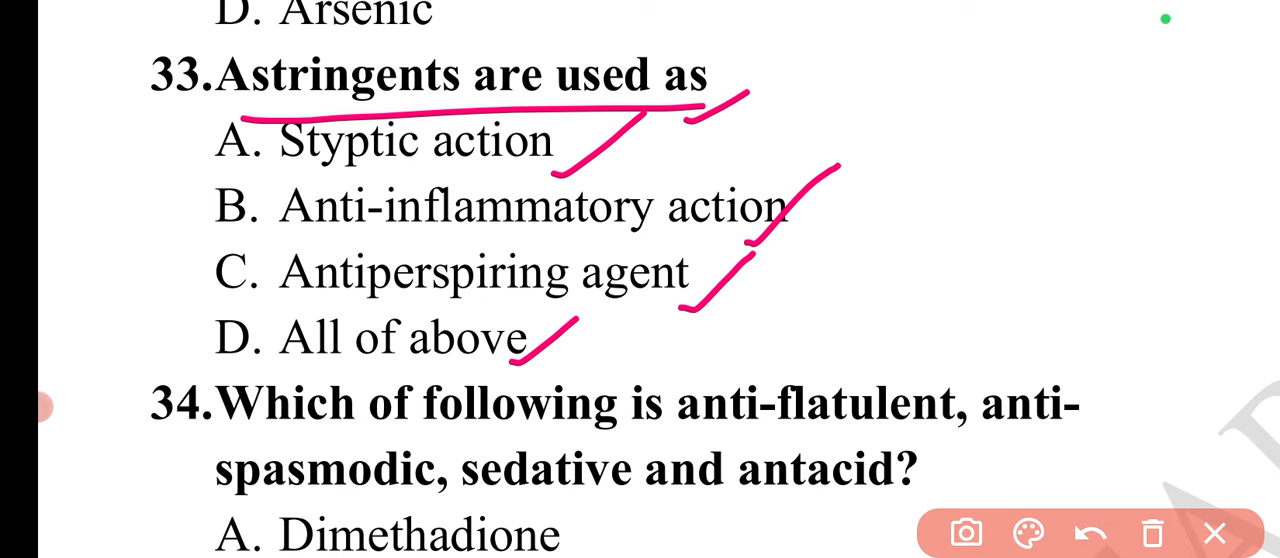 D. Arsenic
33.Astringents are used as
A. Styptic action
B. Anti-inflammatory action
C. Antiperspiring agent
D. All of above
34.Which of following is anti-flatulent, anti-
spasmodic, sedative and antacid?
A. Dimethadione